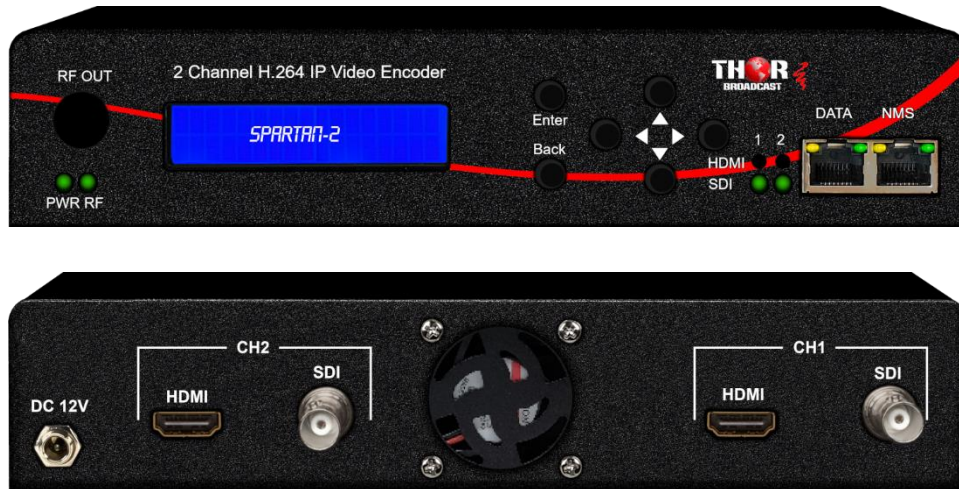 RF OUT
2 Channel H.264 IP Video Encoder
SPARTAN-2
PWR RF
Enter
Back
THOR
BROADCAST
DATA NMS
1 2
HDMI
SDI
CH2
HDMI
SDI
DC 12V
CH1
HDMI
SDI